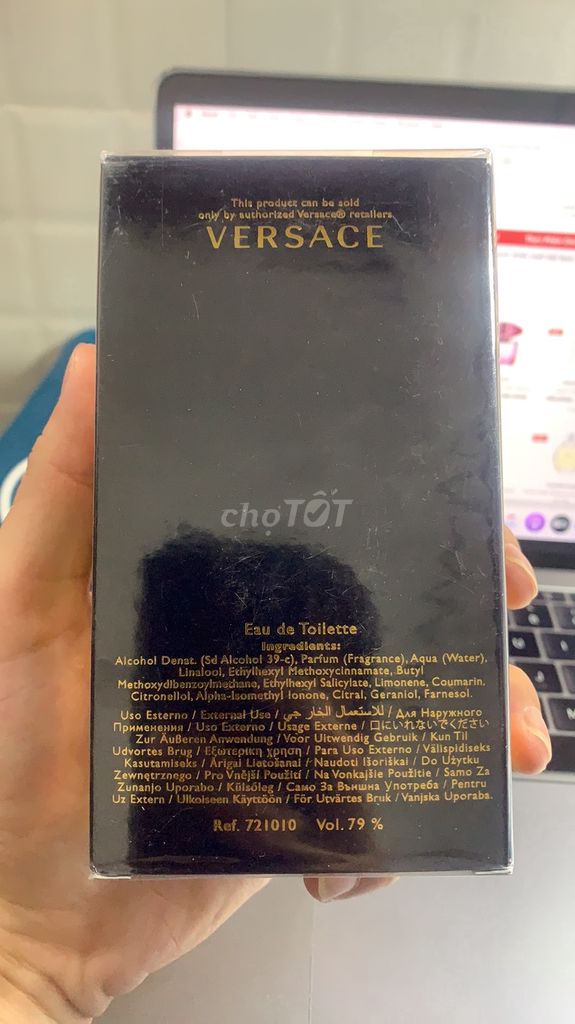 This product can be sold
only by authorized Versace® retailers
VERSACE
chợTỐT
Eau de Toilette
Ingredients:
Alcohol Denat. (Sd Alcohol 39-c), Parfum (Fragrance), Aqua (Water),
Linalool, Ethylhexyl Methoxycinnamate, Butyl
Methoxydibenzoylmethane, Ethylhexyl Salicylate, Limonene, Coumarin,
Citronellol, Alpha-Isomethyl Ionone, Citral, Geraniol, Farnesol.
Uso Esterno / External Use / للاستعمال الخار جي / Для Наружного
Применения / Uso Externo / Usage Externe / 口にいれないでください
Zur Äußeren Anwendung / Voor Uitwendig Gebruik / Kun Til
Udvortes Brug / Εξωτερικη χρηση / Para Uso Externo / Välispidiseks
Kasutamiseks / Ārīgai Lietošanai / Naudoti Išoriškai / Do Użytku
Zewnętrznego / Pro Vnější Použití / Na Vonkajšie Použitie / Samo Za
Zunanjo Uporabo / Külsőleg / Само За Външна Употреба / Pentru
Uz Extern / Ulkoiseen Käyttöön / För Utvärtes Bruk / Vanjska Uporaba.
Ref. 721010 Vol. 79 %